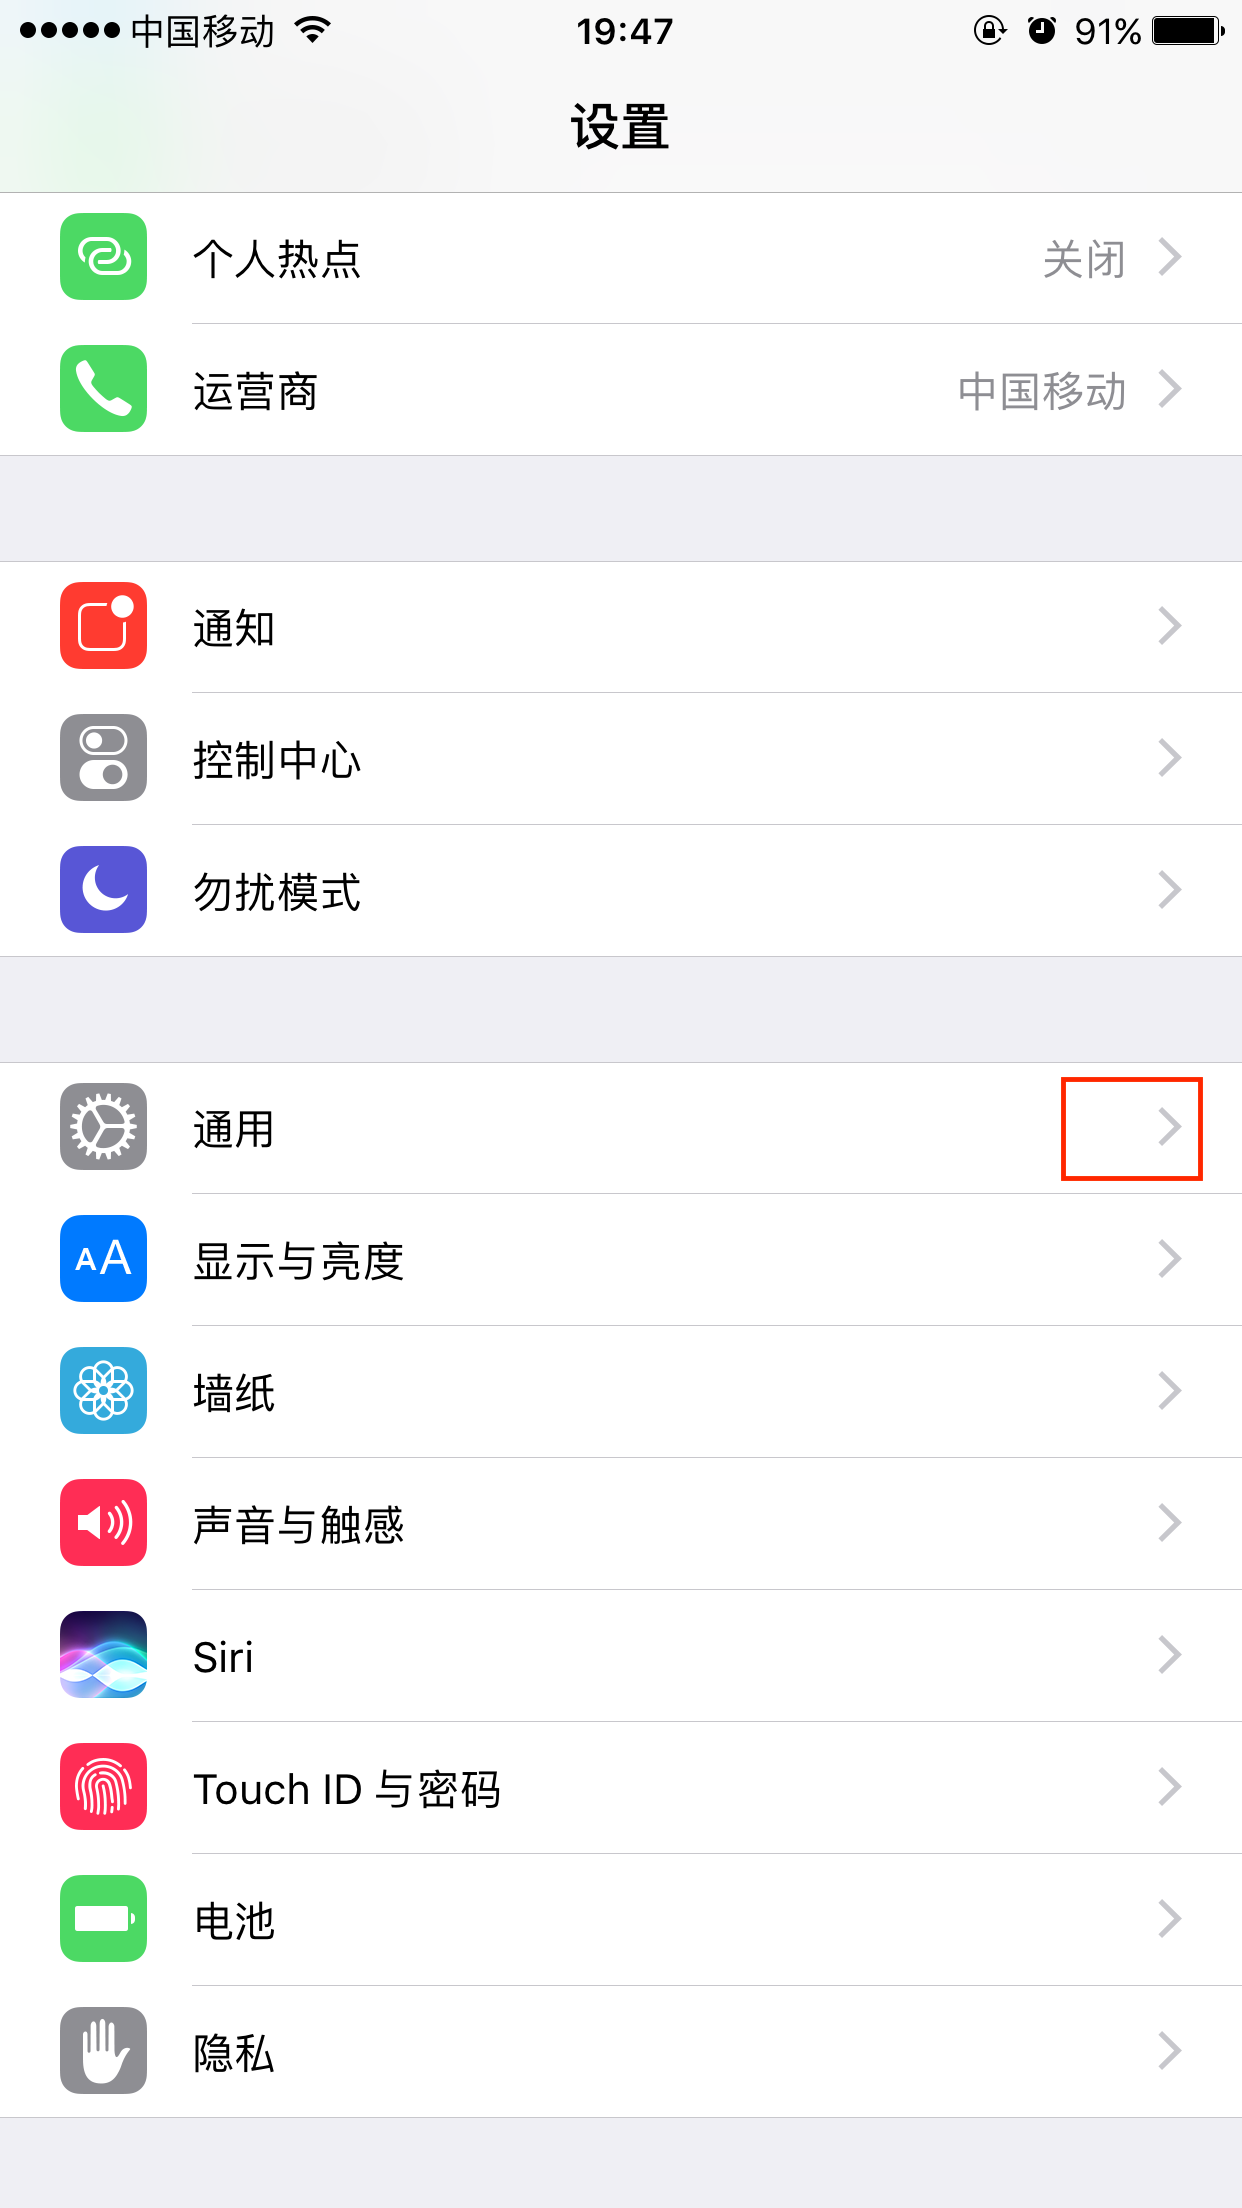 中国移动 19:47 91%
设置
个人热点 关闭
运营商 中国移动
通知
控制中心
勿扰模式
通用
AA 显示与亮度
墙纸
声音与触感
Siri
Touch ID 与密码
电池
隐私